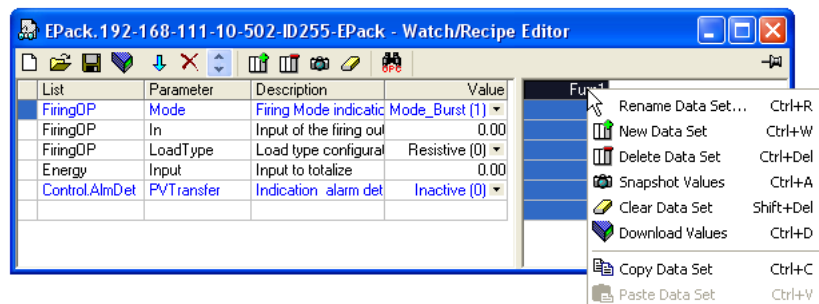 EPack.192-168-111-10-502-ID255-EPack - Watch/Recipe Editor
OPC
List Parameter Description Value
FiringOP Mode Firing Mode indicatio Mode_Burst (1)
FiringOP In Input of the firing ou 0.00
FiringOP LoadType Load type configura Resistive (0)
Energy Input Input to totalize 0.00
Control.AlmDet PVTransfer Indication alarm det Inactive (0)
Rename Data Set... Ctrl+R
New Data Set Ctrl+W
Delete Data Set Ctrl+Del
Snapshot Values Ctrl+A
Clear Data Set Shift+Del
Download Values Ctrl+D
Copy Data Set Ctrl+C
Paste Data Set Ctrl+V